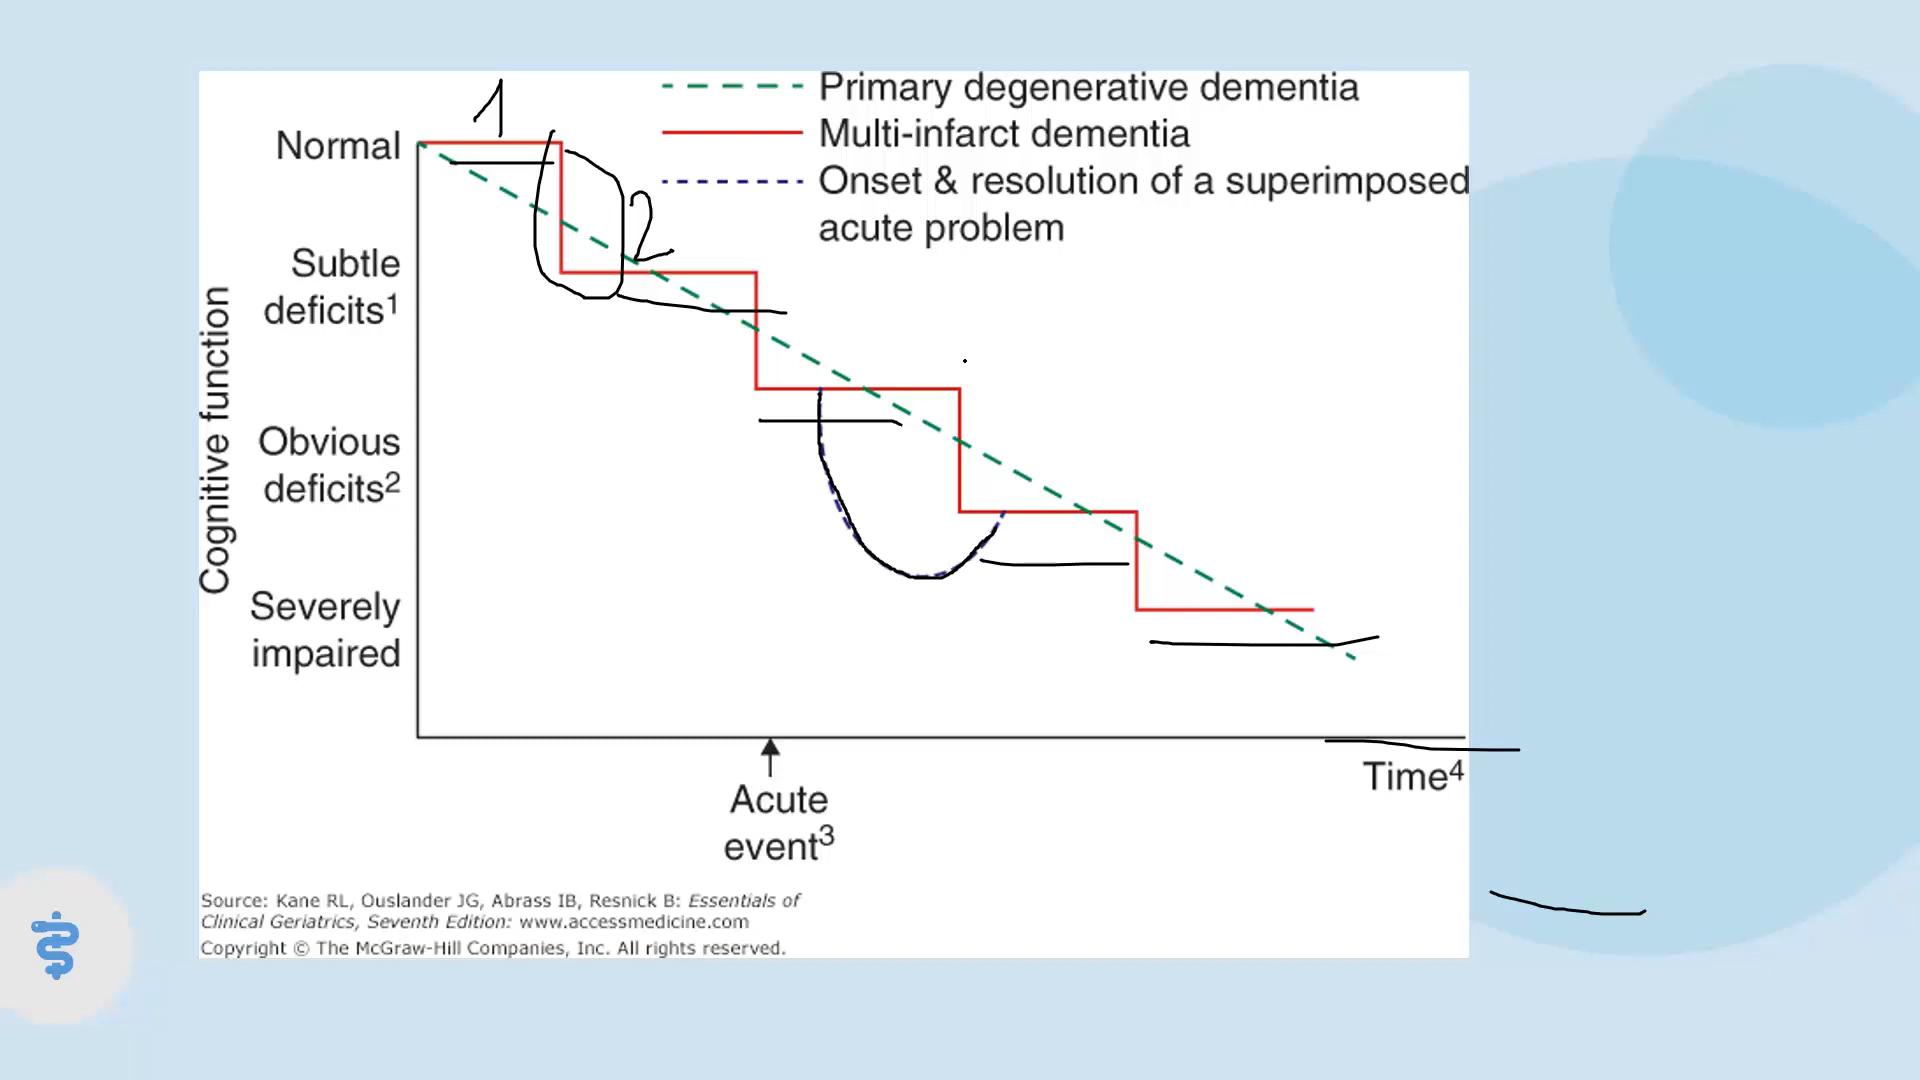 1
Primary degenerative dementia
Multi-infarct dementia
Onset & resolution of a superimposed
acute problem
2
Normal
Subtle
deficits1
Obvious
deficits2
Severely
impaired
Cognitive function
Time4
Acute
event3
Source: Kane RL, Ouslander JG, Abrass IB, Resnick B: Essentials of
Clinical Geriatrics, Seventh Edition: www.accessmedicine.com
Copyright © The McGraw-Hill Companies, Inc. All rights reserved.